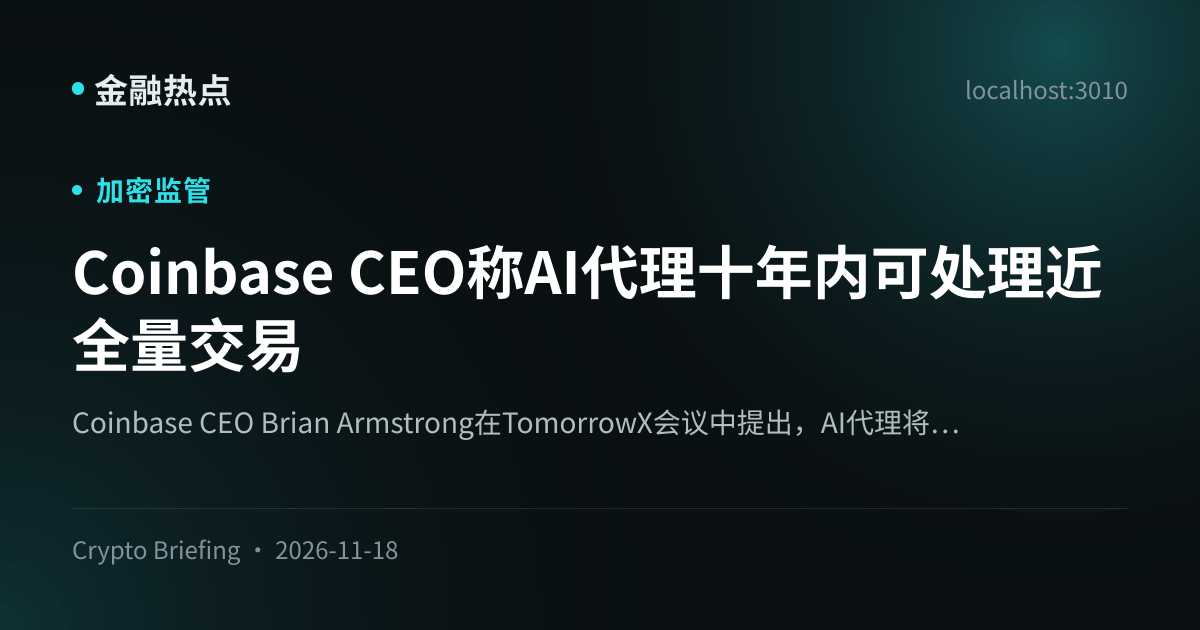 金融热点
localhost:3010
加密监管
Coinbase CEO称AI代理十年内可处理近
全量交易
Coinbase CEO Brian Armstrong在TomorrowX会议中提出，AI代理将…
Crypto Briefing · 2026-11-18